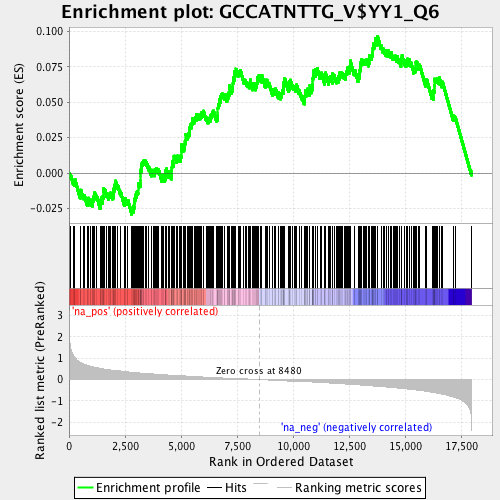 Enrichment plot: GCCATNTTG_V$YY1_Q6
Enrichment score (ES)
0.100
0.075
0.050
0.025
0.000
-0.025
'na_pos' (positively correlated)
Ranked list metric (PreRanked)
3
2
1
0
-1
-2
Zero cross at 8480
'na_neg' (negatively correlated)
0
2,500
5,000
7,500
10,000
12,500
15,000
17,500
Rank in Ordered Dataset
Enrichment profile
Hits
Ranking metric scores